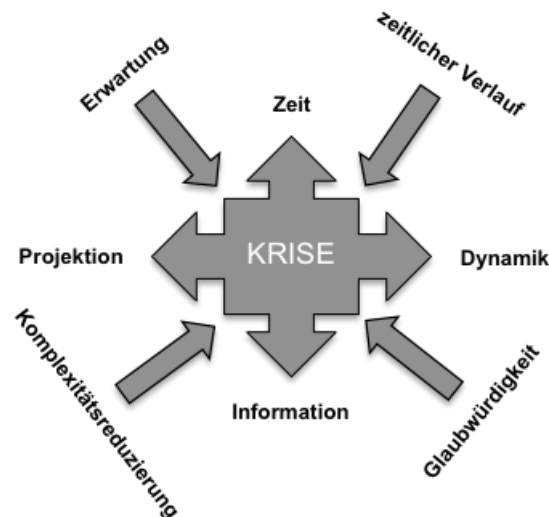 Erwartung
zeitlicher Verlauf
Zeit
Projektion
KRISE
Dynamik
Komplexitätsreduzierung
Information
Glaubwürdigkeit